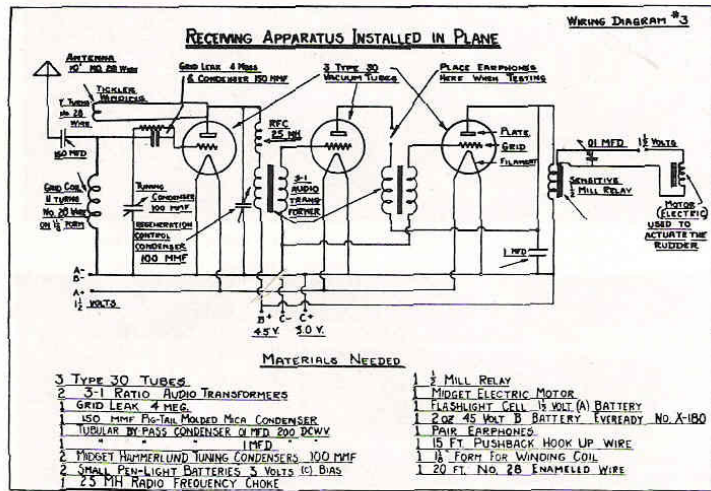 WIRING DIAGRAM #3
RECEIVING APPARATUS INSTALLED IN PLANE
ANTENNA
10' NO. 28 WIRE
GRID LEAK 4 MEGS
& CONDENSER 150 MMF
3 TYPE 30
VACUUM TUBES
PLACE EARPHONES
HERE WHEN TESTING
TICKLER
WINDING
7 TURNS
NO. 28
WIRE
150 MFD
RFC
2.5 MH
PLATE
GRID
FILAMENT
.01 MFD
1½ VOLTS
GRID COIL
11 TURNS
NO. 28 WIRE
ON 1⅛" FORM
TUNING
CONDENSER
100 MMF
REGENERATION
CONTROL
CONDENSER
100 MMF
3-1
AUDIO
TRANS
FORMER
SENSITIVE
½ MILL RELAY
MOTOR
(ELECTRIC)
USED TO
ACTUATE THE
RUDDER
.1 MFD
A-
B-
A+
1½ VOLTS
B+ C- C+
45 V. 3.0 V.
MATERIALS NEEDED
3 TYPE 30 TUBES
2 3-1 RATIO AUDIO TRANSFORMERS
1 GRID LEAK 4 MEG.
1 150 MMF PIG-TAIL MOLDED MICA CONDENSER
1 TUBULAR BY-PASS CONDENSER .01 MFD 200 DCWV
1 " " " .1 MFD " "
2 MIDGET HAMMERLUND TUNING CONDENSERS 100 MMF
2 SMALL PEN-LIGHT BATTERIES 3 VOLTS (C) BIAS
1 2.5 MH RADIO FREQUENCY CHOKE
1 ½ MILL RELAY
1 MIDGET ELECTRIC MOTOR
1 FLASHLIGHT CELL 1½ VOLT (A) BATTERY
1 2 OZ 45 VOLT B BATTERY EVEREADY NO. X-180
1 PAIR EARPHONES
1 15 FT. PUSHBACK HOOK UP WIRE
1 1⅛" FORM FOR WINDING COIL
1 20 FT. NO. 28 ENAMELED WIRE